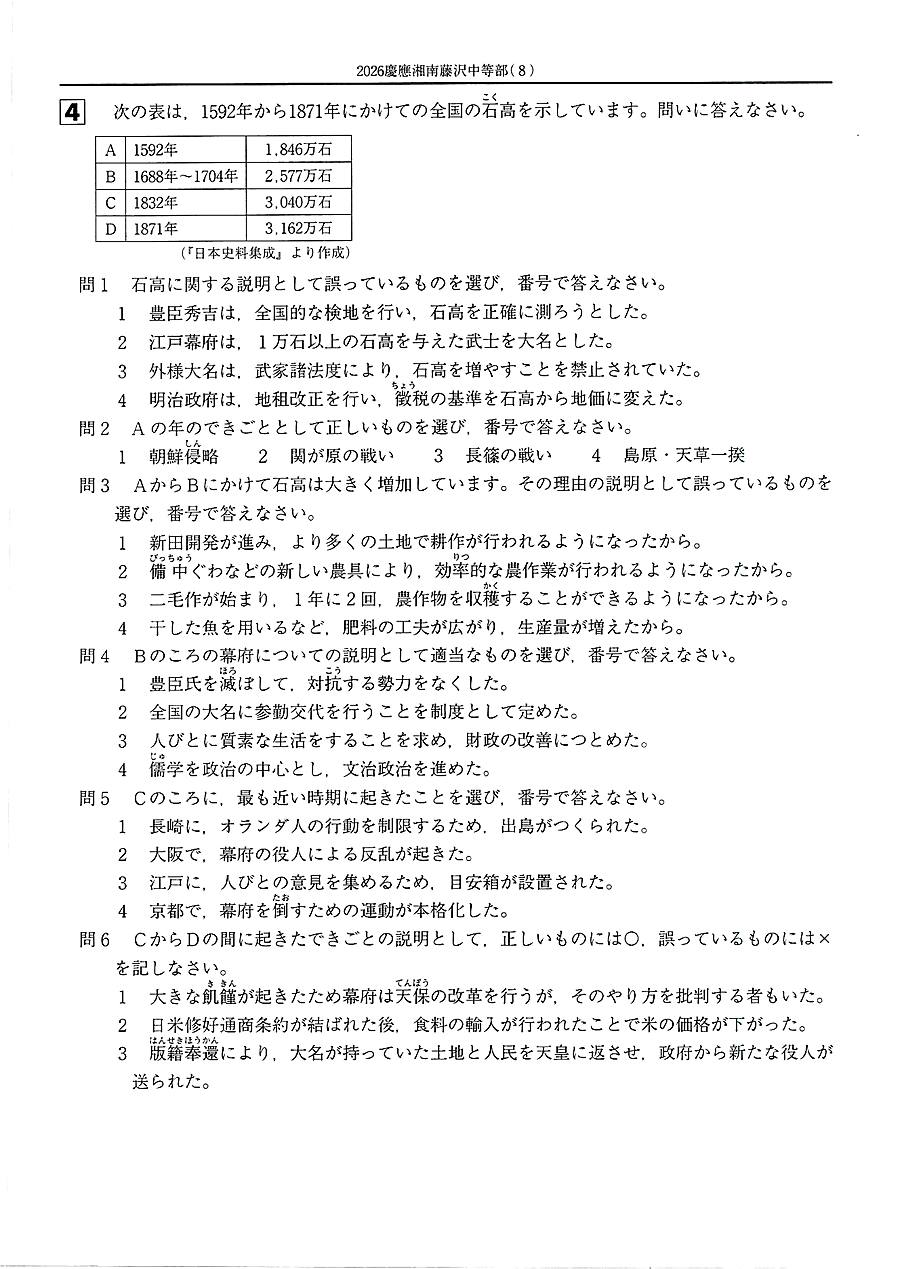 2026慶應湘南藤沢中等部(8)
4 次の表は，1592年から1871年にかけての全国の石高を示しています。問いに答えなさい。
こく
A 1592年 1,846万石
B 1688年～1704年 2,577万石
C 1832年 3,040万石
D 1871年 3,162万石
(『日本史料集成』より作成)
問1 石高に関する説明として誤っているものを選び，番号で答えなさい。
1 豊臣秀吉は，全国的な検地を行い，石高を正確に測ろうとした。
2 江戸幕府は，1万石以上の石高を与えた武士を大名とした。
3 外様大名は，武家諸法度により，石高を増やすことを禁止されていた。
ちょう
4 明治政府は，地租改正を行い，徴税の基準を石高から地価に変えた。
問2 Aの年のできごととして正しいものを選び，番号で答えなさい。
しん
1 朝鮮侵略 2 関が原の戦い 3 長篠の戦い 4 島原・天草一揆
問3 AからBにかけて石高は大きく増加しています。その理由の説明として誤っているものを
選び，番号で答えなさい。
1 新田開発が進み，より多くの土地で耕作が行われるようになったから。
びっちゅう りつ
2 備中ぐわなどの新しい農具により，効率的な農作業が行われるようになったから。
かく
3 二毛作が始まり，1年に2回，農作物を収穫することができるようになったから。
4 干した魚を用いるなど，肥料の工夫が広がり，生産量が増えたから。
問4 Bのころの幕府についての説明として適当なものを選び，番号で答えなさい。
ほろ こう
1 豊臣氏を滅ぼして，対抗する勢力をなくした。
2 全国の大名に参勤交代を行うことを制度として定めた。
3 人びとに質素な生活をすることを求め，財政の改善につとめた。
じゅ
4 儒学を政治の中心とし，文治政治を進めた。
問5 Cのころに，最も近い時期に起きたことを選び，番号で答えなさい。
1 長崎に，オランダ人の行動を制限するため，出島がつくられた。
2 大阪で，幕府の役人による反乱が起きた。
3 江戸に，人びとの意見を集めるため，目安箱が設置された。
たお
4 京都で，幕府を倒すための運動が本格化した。
問6 CからDの間に起きたできごとの説明として，正しいものには○，誤っているものには×
を記しなさい。
ききん てんぽう
1 大きな飢饉が起きたため幕府は天保の改革を行うが，そのやり方を批判する者もいた。
2 日米修好通商条約が結ばれた後，食料の輸入が行われたことで米の価格が下がった。
はんせきほうかん
3 版籍奉還により，大名が持っていた土地と人民を天皇に返させ，政府から新たな役人が
送られた。